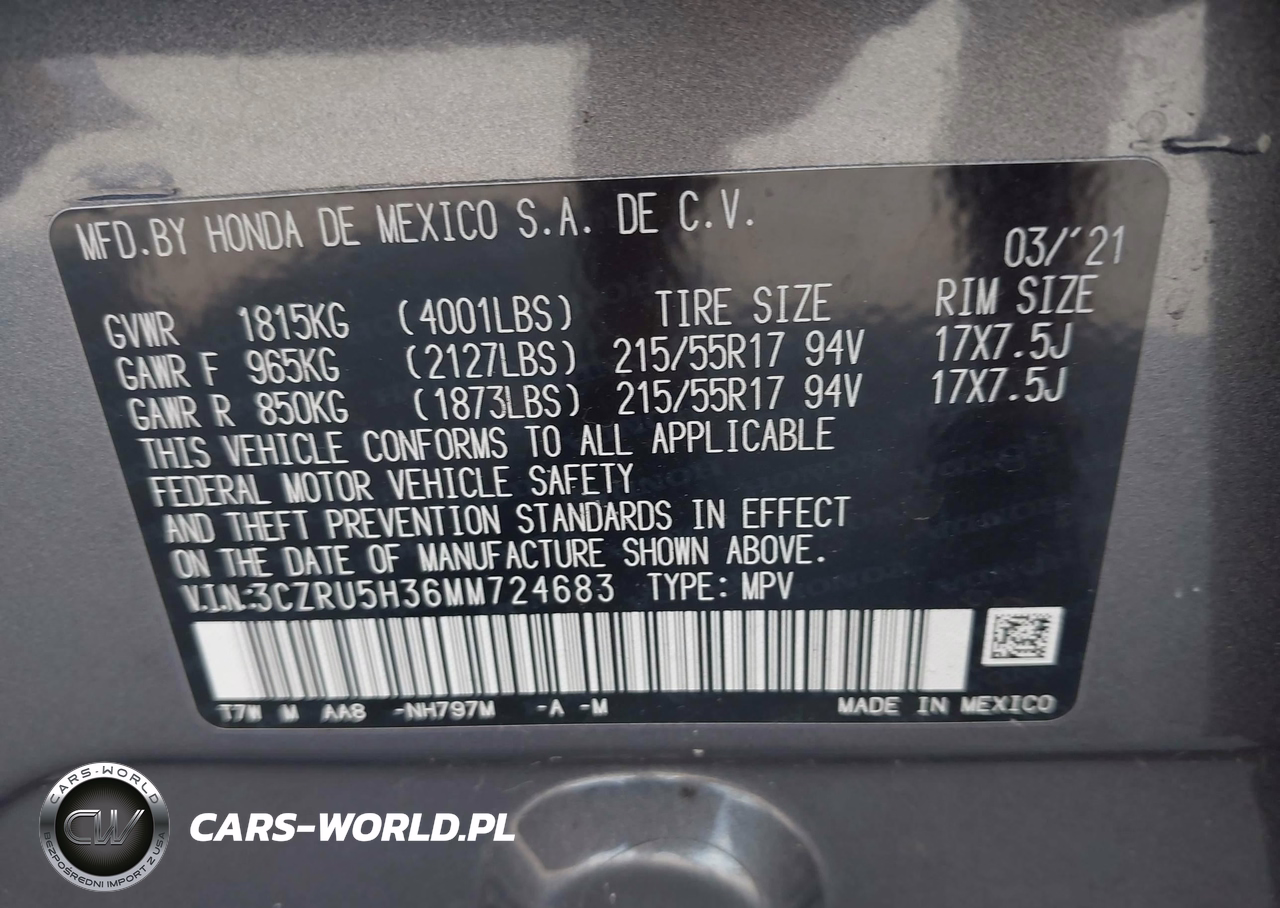 MFD.BY HONDA DE MEXICO S.A. DE C.V.
03/'21
GVWR 1815KG (4001LBS) TIRE SIZE RIM SIZE
GAWR F 965KG (2127LBS) 215/55R17 94V 17X7.5J
GAWR R 850KG (1873LBS) 215/55R17 94V 17X7.5J
THIS VEHICLE CONFORMS TO ALL APPLICABLE
FEDERAL MOTOR VEHICLE SAFETY
AND THEFT PREVENTION STANDARDS IN EFFECT
ON THE DATE OF MANUFACTURE SHOWN ABOVE.
V.I.N:3CZRU5H36MM724683 TYPE: MPV
T7W M AA8 -NH797M -A -M MADE IN MEXICO
CARS-WORLD
CW
BEZPOŚREDNI IMPORT Z USA
CARS-WORLD.PL